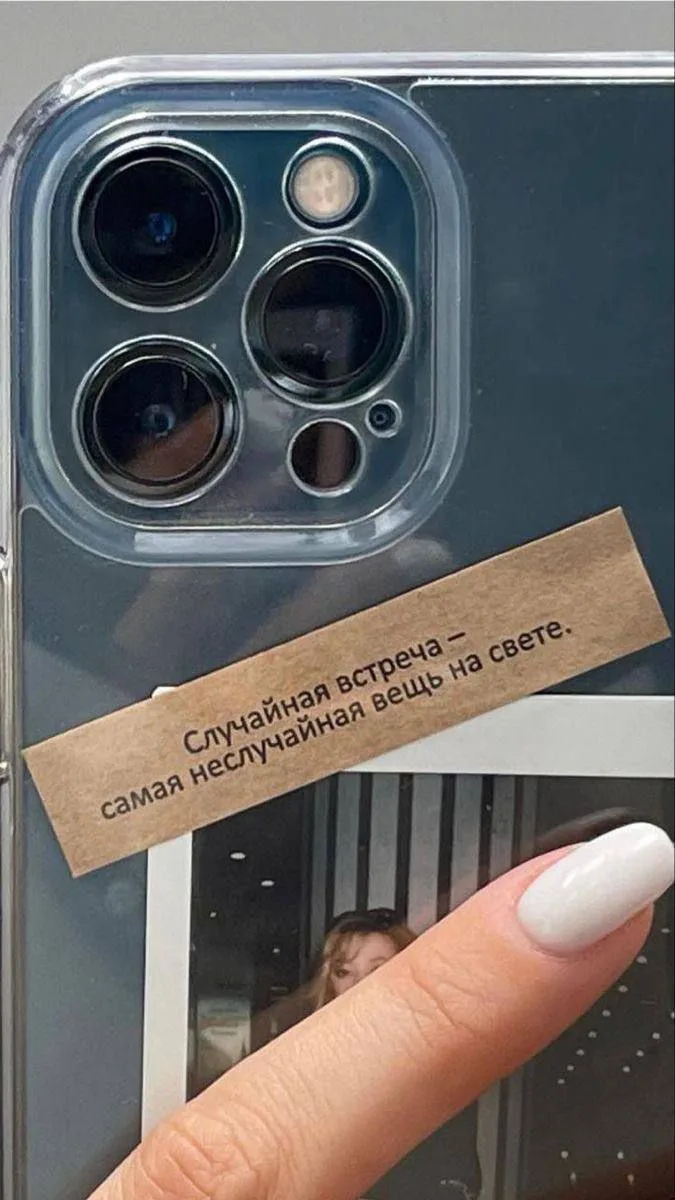 Случайная встреча –
самая неслучайная вещь на свете.